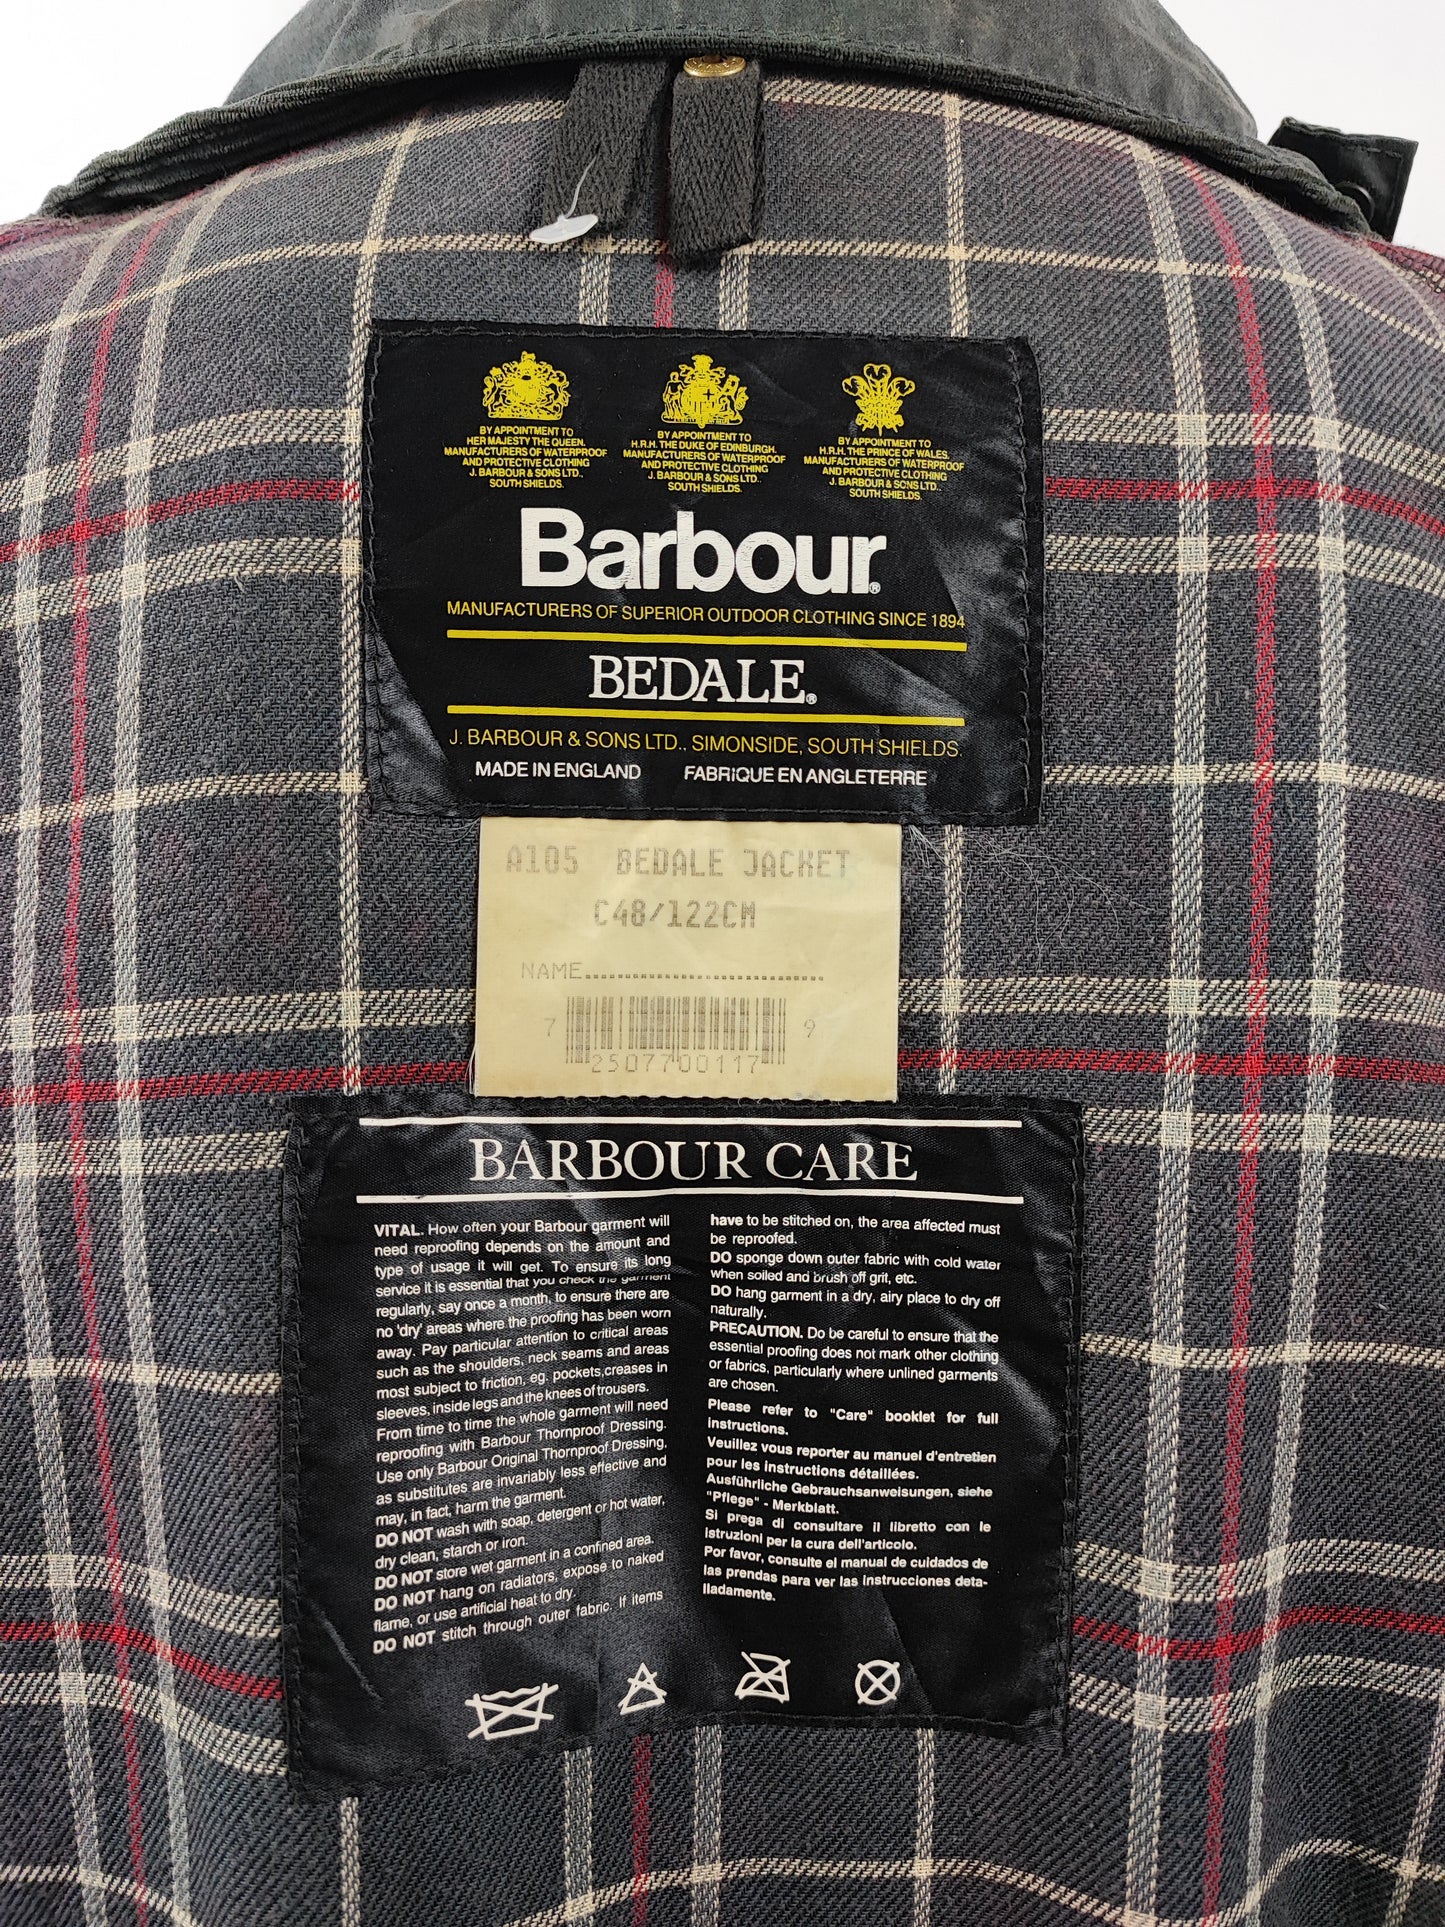 BY APPOINTMENT TO
HER MAJESTY THE QUEEN.
MANUFACTURERS OF WATERPROOF
AND PROTECTIVE CLOTHING
J. BARBOUR & SONS LTD.
SOUTH SHIELDS.
BY APPOINTMENT TO
H.R.H. THE DUKE OF EDINBURGH.
MANUFACTURERS OF WATERPROOF
AND PROTECTIVE CLOTHING
J. BARBOUR & SONS LTD..
SOUTH SHIELDS.
BY APPOINTMENT TO
H.R.H. THE PRINCE OF WALES.
MANUFACTURERS OF WATERPROOF
AND PROTECTIVE CLOTHING
J. BARBOUR & SONS LTD..
SOUTH SHIELDS.
Barbour®
MANUFACTURERS OF SUPERIOR OUTDOOR CLOTHING SINCE 1894
BEDALE®
J. BARBOUR & SONS LTD., SIMONSIDE, SOUTH SHIELDS.
MADE IN ENGLAND FABRIQUE EN ANGLETERRE
A105 BEDALE JACKET
C48/122CM
NAME..............................
7 9
25077 00117
BARBOUR CARE
VITAL. How often your Barbour garment will
need reproofing depends on the amount and
type of usage it will get. To ensure its long
service it is essential that you check the garment
regularly, say once a month, to ensure there are
no 'dry' areas where the proofing has been worn
away. Pay particular attention to critical areas
such as the shoulders, neck seams and areas
most subject to friction, eg. pockets, creases in
sleeves, inside legs and the knees of trousers.
From time to time the whole garment will need
reproofing with Barbour Thornproof Dressing.
Use only Barbour Original Thornproof Dressing,
as substitutes are invariably less effective and
may, in fact, harm the garment.
DO NOT wash with soap, detergent or hot water,
dry clean, starch or iron.
DO NOT store wet garment in a confined area.
DO NOT hang on radiators, expose to naked
flame, or use artificial heat to dry.
DO NOT stitch through outer fabric. If items
have to be stitched on, the area affected must
be reproofed.
DO sponge down outer fabric with cold water
when soiled and brush off grit, etc.
DO hang garment in a dry, airy place to dry off
naturally.
PRECAUTION. Do be careful to ensure that the
essential proofing does not mark other clothing
or fabrics, particularly where unlined garments
are chosen.
Please refer to "Care" booklet for full
instructions.
Veuillez vous reporter au manuel d'entretien
pour les instructions détaillées.
Ausführliche Gebrauchsanweisungen, siehe
"Pflege" - Merkblatt.
Si prega di consultare il libretto con le
istruzioni per la cura dell'articolo.
Por favor, consulte el manual de cuidados de
las prendas para ver las instrucciones deta-
lladamente.